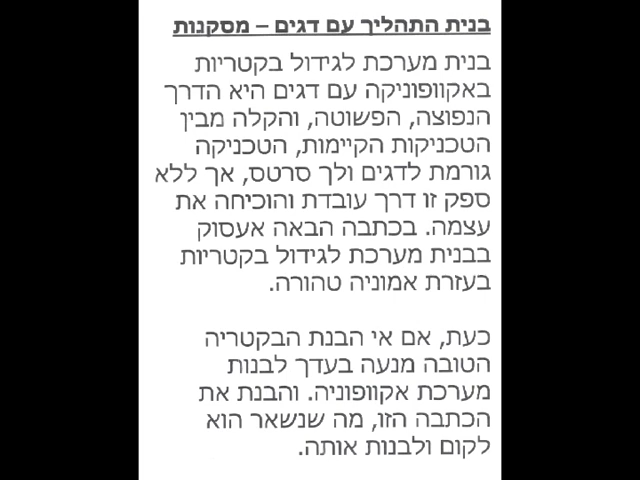 בנית התהליך עם דגים – מסקנות
בנית מערכת לגידול בקטריות
באקוופוניקה עם דגים היא הדרך
הנפוצה, הפשוטה, והקלה מבין
הטכניקות הקיימות, הטכניקה
גורמת לדגים ולך סרטס, אך ללא
ספק זו דרך עובדת והוכיחה את
עצמה. בכתבה הבאה אעסוק
בבנית מערכת לגידול בקטריות
בעזרת אמוניה טהורה.
כעת, אם אי הבנת הבקטריה
הטובה מנעה בעדך לבנות
מערכת אקוופוניה. והבנת את
הכתבה הזו, מה שנשאר הוא
לקום ולבנות אותה.